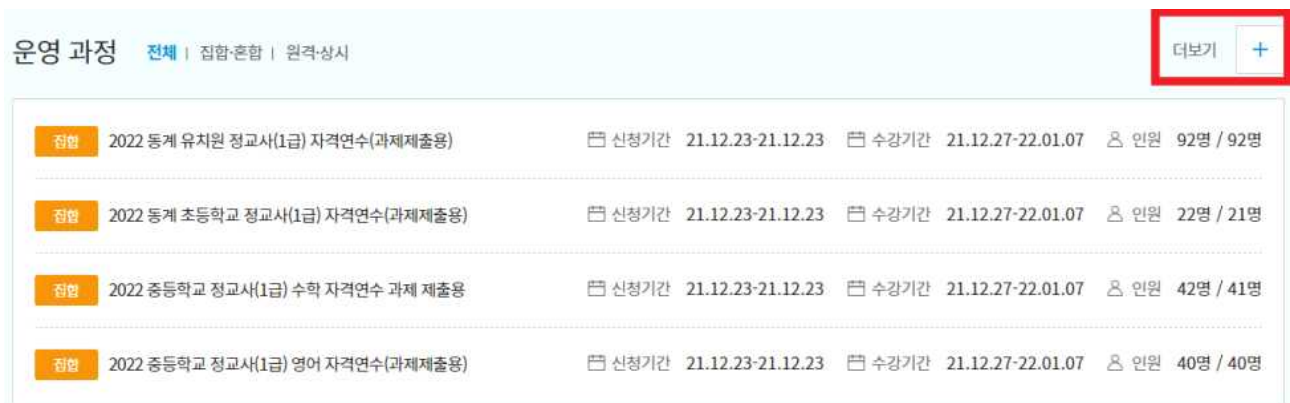 운영 과정 전체 | 집합·혼합 | 원격·상시 더보기 +
집합 2022 동계 유치원 정교사(1급) 자격연수(과제제출용) 신청기간 21.12.23-21.12.23 수강기간 21.12.27-22.01.07 인원 92명 / 92명
집합 2022 동계 초등학교 정교사(1급) 자격연수(과제제출용) 신청기간 21.12.23-21.12.23 수강기간 21.12.27-22.01.07 인원 22명 / 21명
집합 2022 중등학교 정교사(1급) 수학 자격연수 과제 제출용 신청기간 21.12.23-21.12.23 수강기간 21.12.27-22.01.07 인원 42명 / 41명
집합 2022 중등학교 정교사(1급) 영어 자격연수(과제제출용) 신청기간 21.12.23-21.12.23 수강기간 21.12.27-22.01.07 인원 40명 / 40명